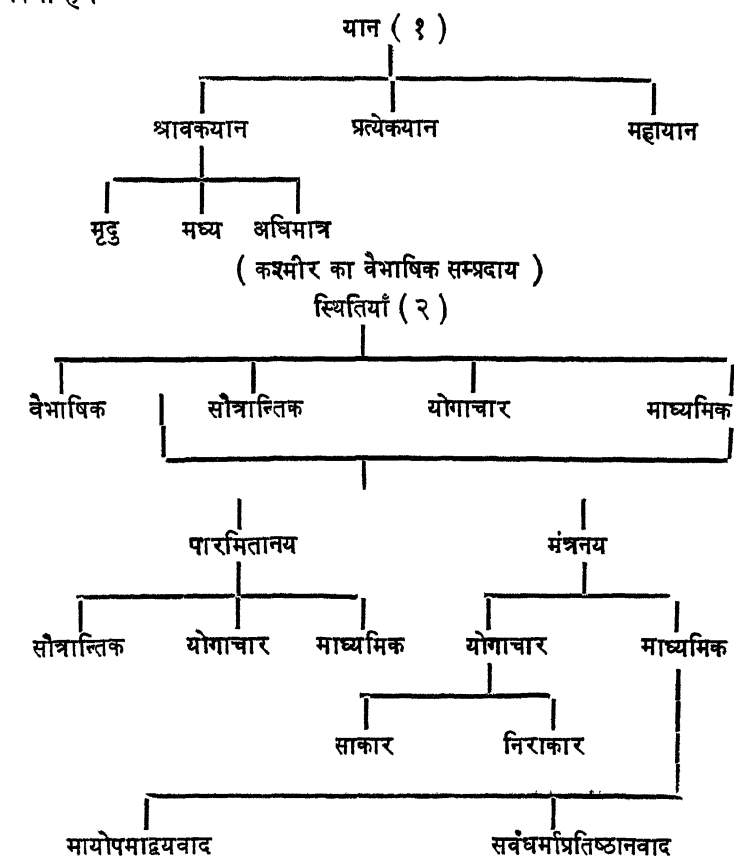 यान ( १ )
श्रावकयान प्रत्येकयान महायान
मृदु मध्य अधिमात्र
( कश्मीर का वैभाषिक सम्प्रदाय )
स्थितियाँ ( २ )
वैभाषिक सौत्रान्तिक योगाचार माध्यमिक
पारमितानय मंत्रनय
सौत्रान्तिक योगाचार माध्यमिक योगाचार माध्यमिक
साकार निराकार
मायोपमाद्वयवाद सर्वधर्माप्रतिष्ठानवाद